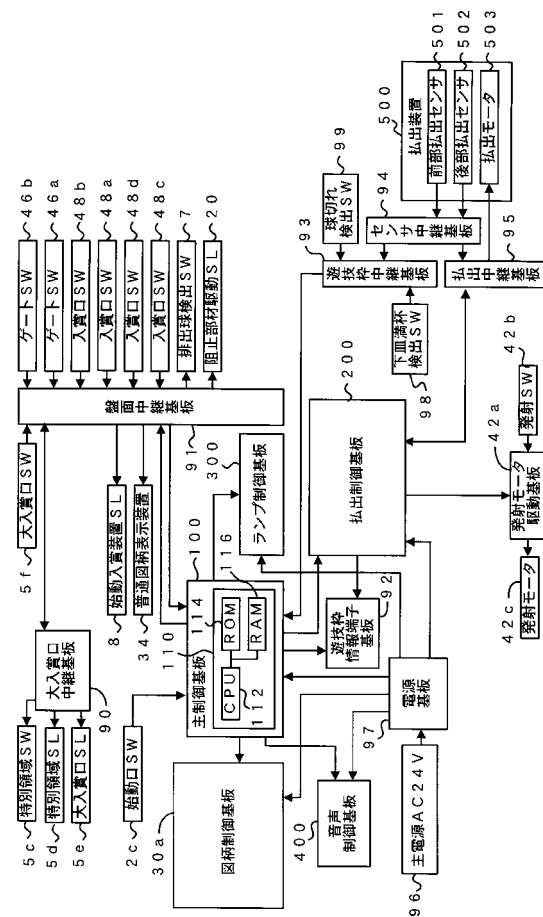 5c
特別領域SW
5d
特別領域SL
5e
大入賞口SL
大入賞口
中継基板
90
5f
大入賞口SW
盤面中継基板
91
ゲートSW
46b
ゲートSW
46a
入賞口SW
48b
入賞口SW
48a
入賞口SW
48d
入賞口SW
48c
排出球検出SW
7
阻止部材駆動SL
20
8
始動入賞装置SL
34
普通図柄表示装置
2c
始動口SW
主制御基板
100
110
114
116
CPU
ROM
RAM
112
ランプ制御基板
300
30a
図柄制御基板
400
音声
制御基板
遊技枠
情報端子
基板
92
払出制御基板
200
電源
基板
97
96
主電源AC24V
遊技枠中継基板
93
球切れ
検出SW
99
下皿満杯
検出SW
98
センサ中継基板
94
払出中継基板
95
払出装置
500
前部払出センサ
501
後部払出センサ
502
払出モータ
503
発射モータ
駆動基板
42a
発射SW
42b
発射モータ
42c